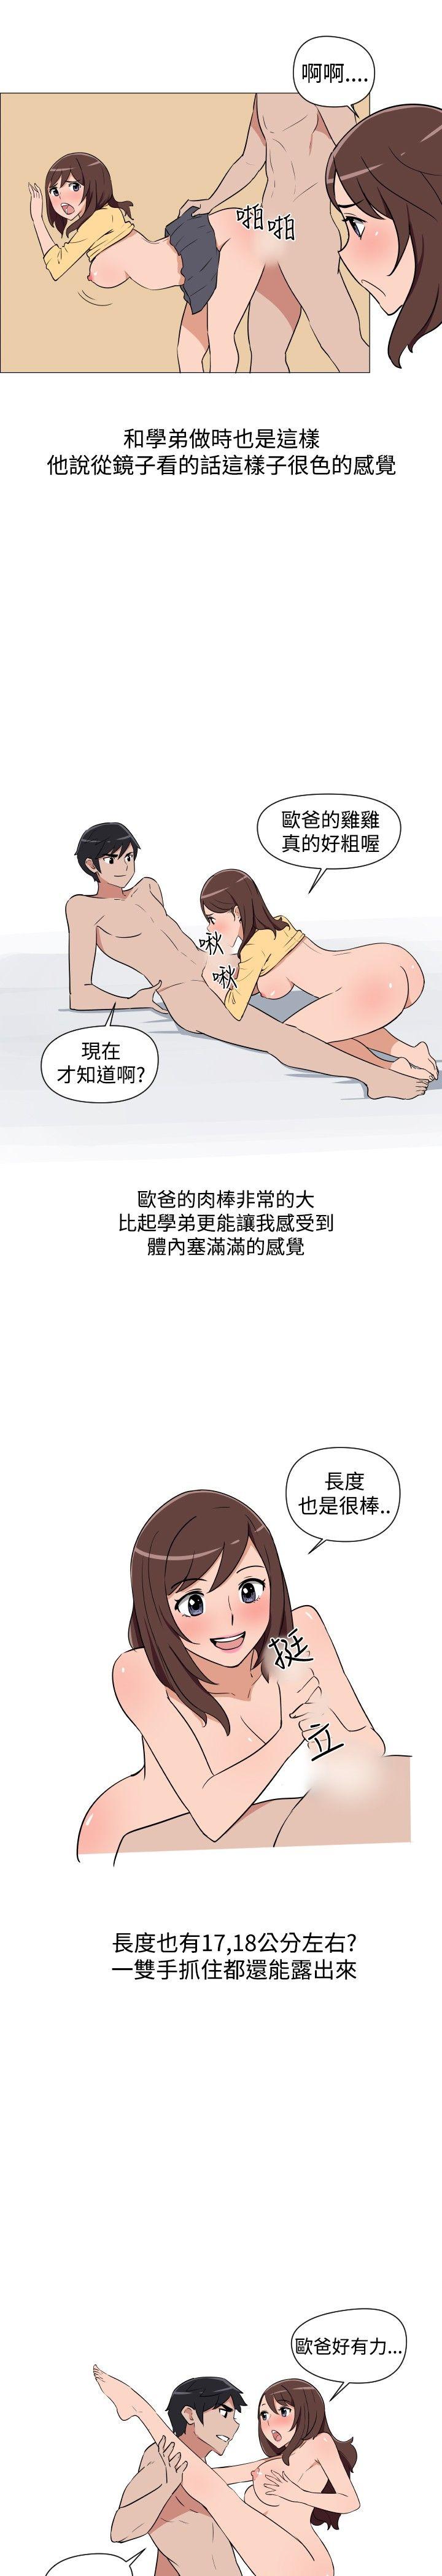 啊啊....
啪啪
和學弟做時也是這樣
他說從鏡子看的話這樣子很色的感覺
歐爸的雞雞
真的好粗喔
啾
啾
現在
才知道啊?
歐爸的肉棒非常的大
比起學弟更能讓我感受到
體內塞滿滿的感覺
長度
也是很棒..
挺
立
長度也有17,18公分左右?
一雙手抓住都還能露出來
歐爸好有力...